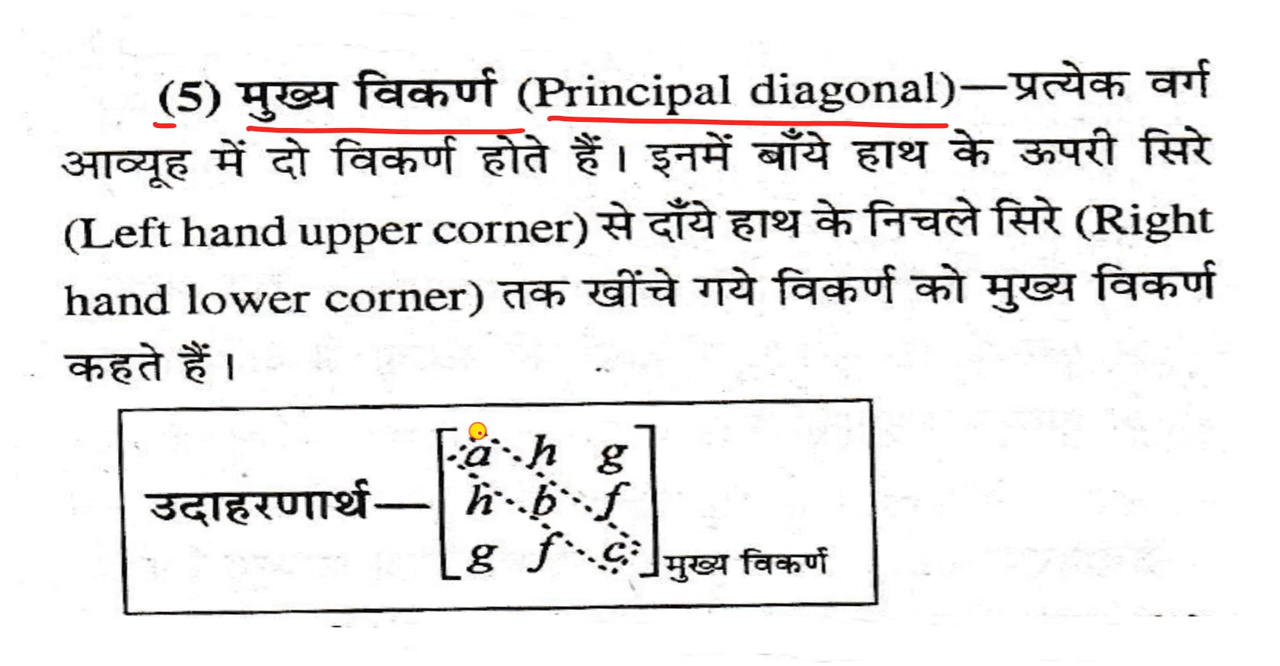 (5) मुख्य विकर्ण (Principal diagonal)—प्रत्येक वर्ग
आव्यूह में दो विकर्ण होते हैं। इनमें बाँये हाथ के ऊपरी सिरे
(Left hand upper corner) से दाँये हाथ के निचले सिरे (Right
hand lower corner) तक खींचे गये विकर्ण को मुख्य विकर्ण
कहते हैं।
a h g
उदाहरणार्थ— h b f
g f c मुख्य विकर्ण